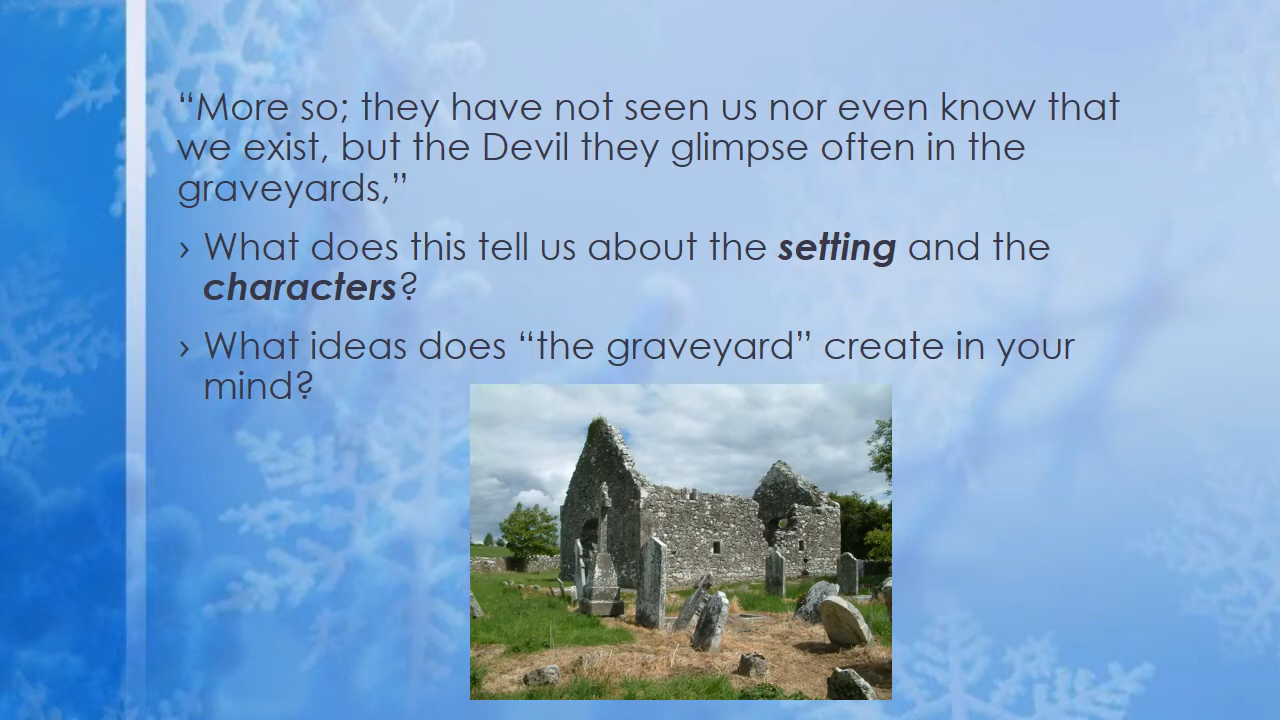 “More so; they have not seen us nor even know that
we exist, but the Devil they glimpse often in the
graveyards,”
› What does this tell us about the setting and the
characters?
› What ideas does “the graveyard” create in your
mind?